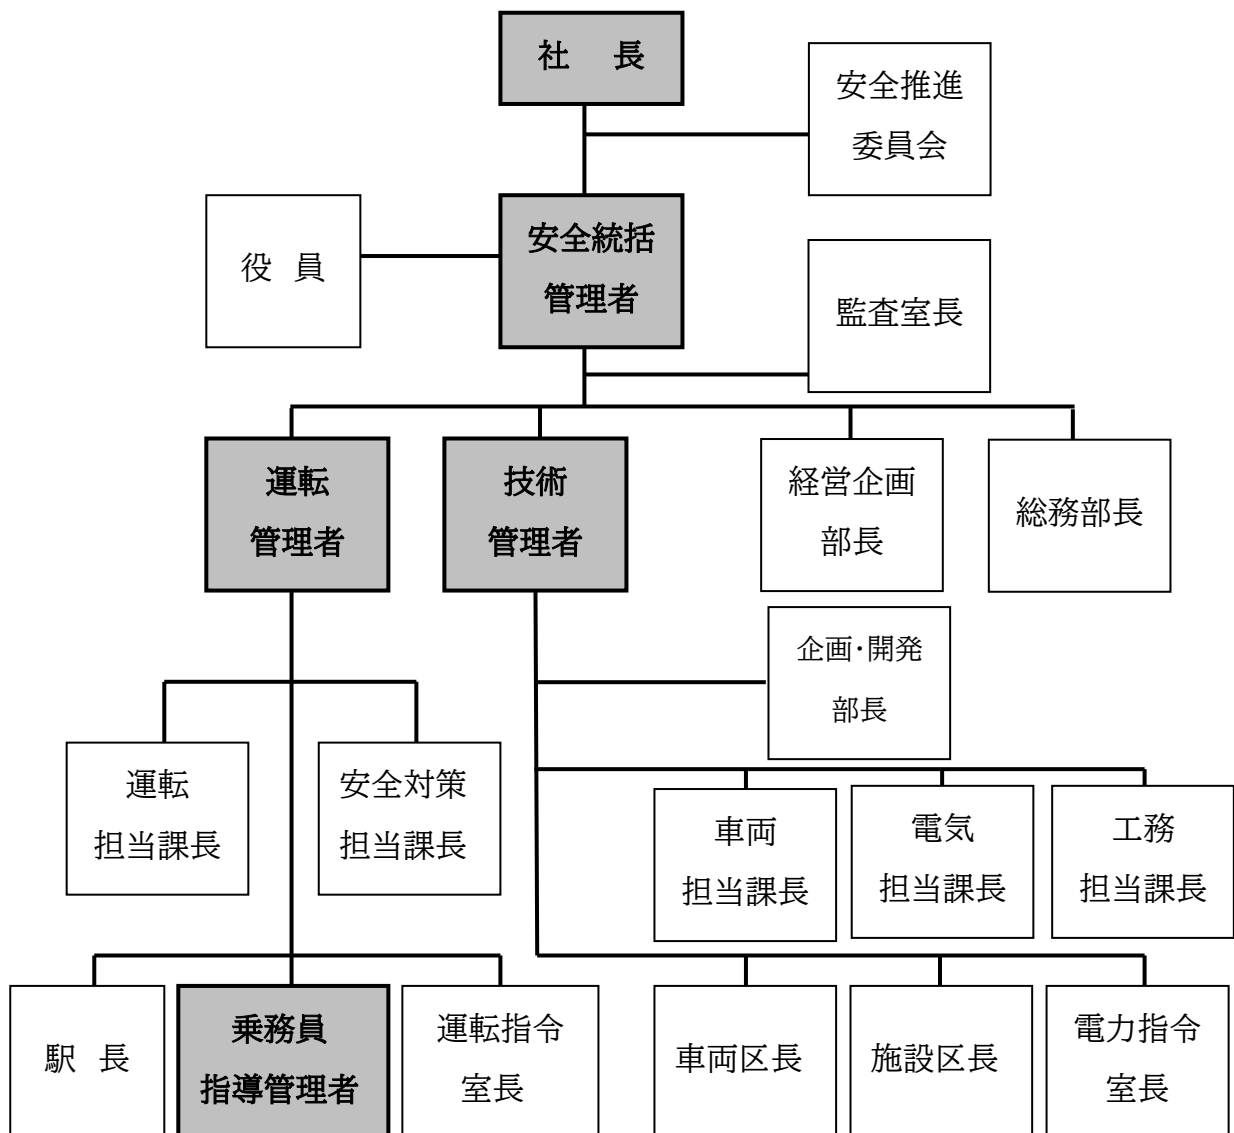 社　長
安全推進
委員会
役　員
安全統括
管理者
監査室長
運転
管理者
技術
管理者
経営企画
部長
総務部長
企画・開発
部長
運転
担当課長
安全対策
担当課長
車両
担当課長
電気
担当課長
工務
担当課長
駅　長
乗務員
指導管理者
運転指令
室長
車両区長
施設区長
電力指令
室長